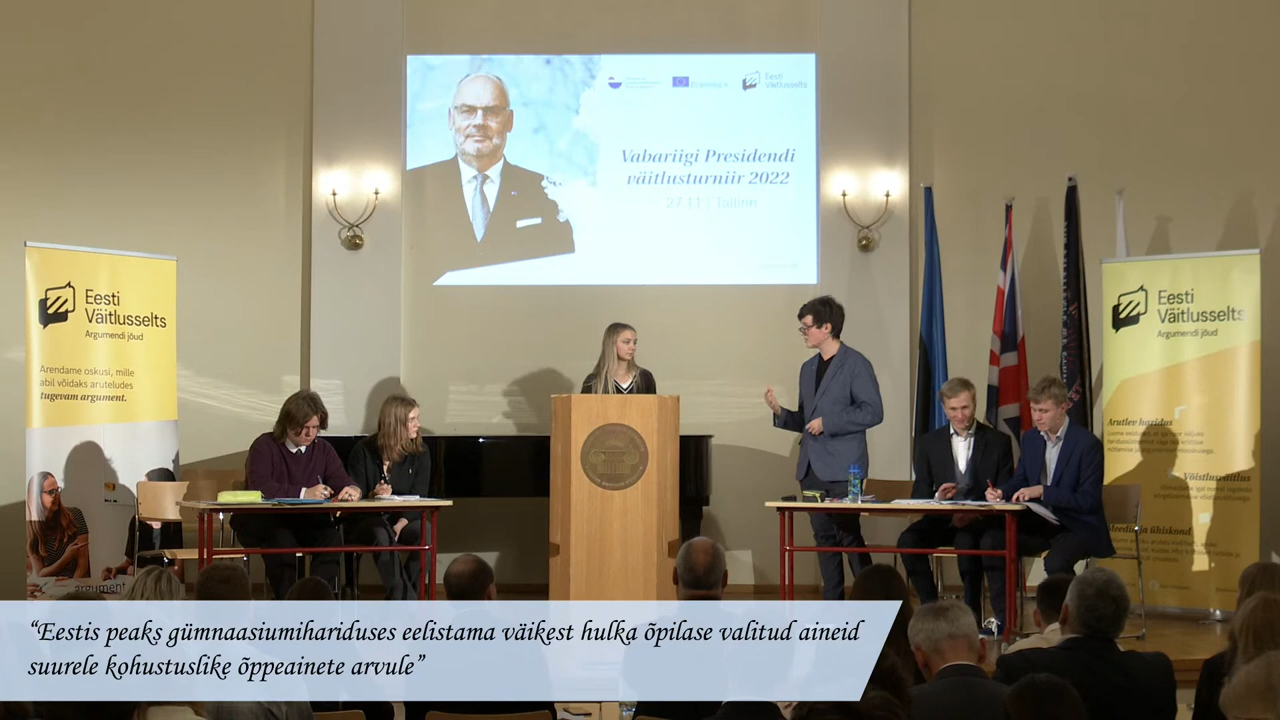 Eesti
Väitlusselts
Vabariigi Presidendi
väitlusturniir 2022
27.11 | Tallinn
Eesti
Väitlusselts
Argumendi jõud
Arendame oskusi, mille
abil võidaks aruteludes
tugevam argument.
argument
Eesti
Väitlusselts
Argumendi jõud
Arutlev haridus
Võistlusväitlus
Meedia ja ühiskond
“Eestis peaks gümnaasiumihariduses eelistama väikest hulka õpilase valitud aineid
suurele kohustuslike õppeainete arvule”